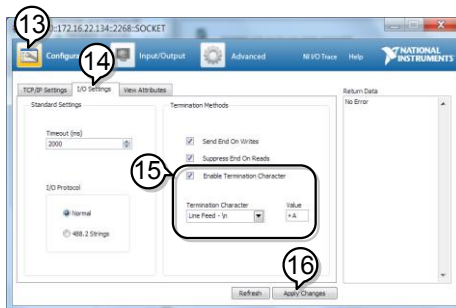 13
::172.16.22.134::2268::SOCKET
Configur
14
Input/Output
Advanced
NI I/O Trace
Help
NATIONAL
INSTRUMENTS
TCP/IP Settings
I/O Settings
View Attributes
Return Data
No Error
Standard Settings
Termination Methods
Timeout (ms)
2000
Send End On Writes
Suppress End On Reads
15
Enable Termination Character
I/O Protocol
Normal
488.2 Strings
Termination Character
Value
Line Feed - \n
16
Refresh
Apply Changes